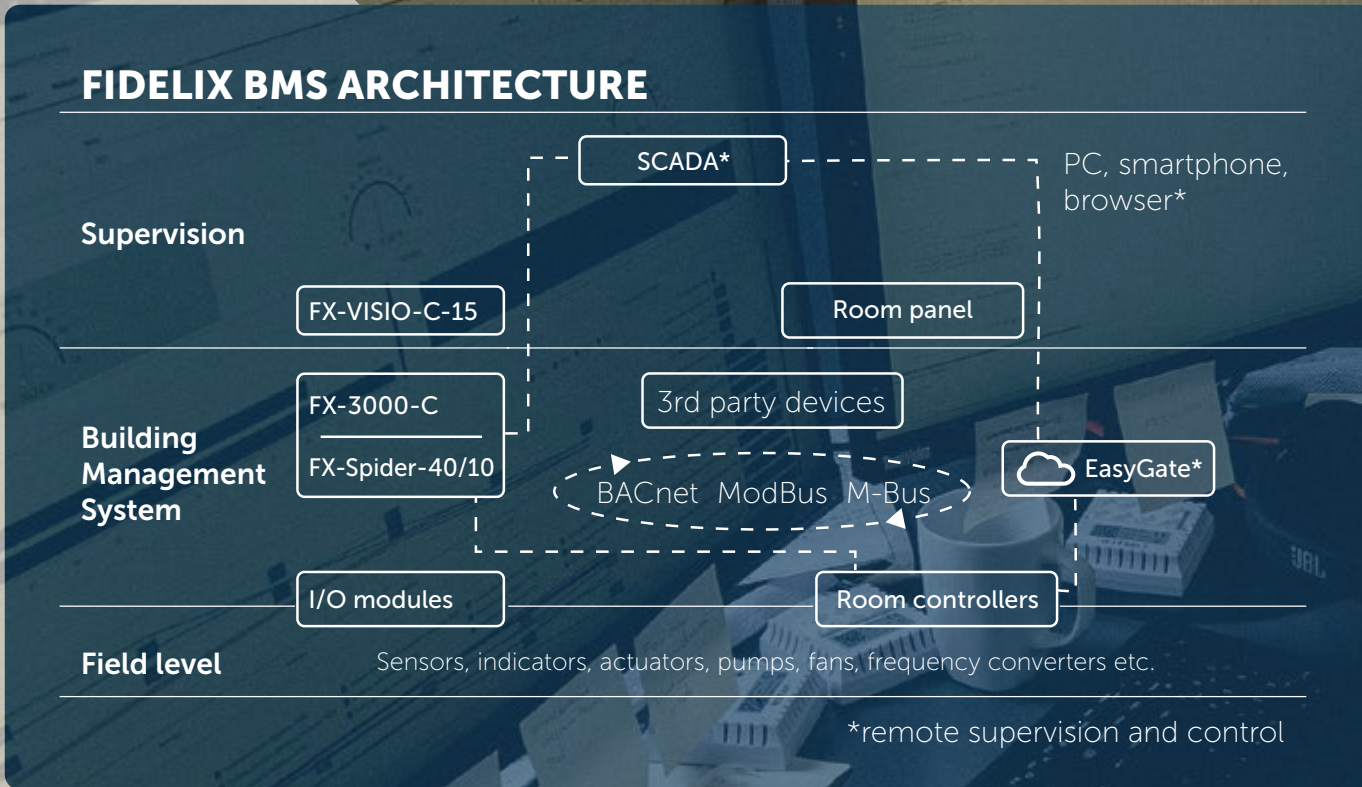 FIDELIX BMS ARCHITECTURE
SCADA*
PC, smartphone,
browser*
Supervision
FX-VISIO-C-15
Room panel
FX-3000-C
3rd party devices
Building
Management
System
FX-Spider-40/10
EasyGate*
BACnet ModBus M-Bus
I/O modules
Room controllers
Field level
Sensors, indicators, actuators, pumps, fans, frequency converters etc.
*remote supervision and control
JBL